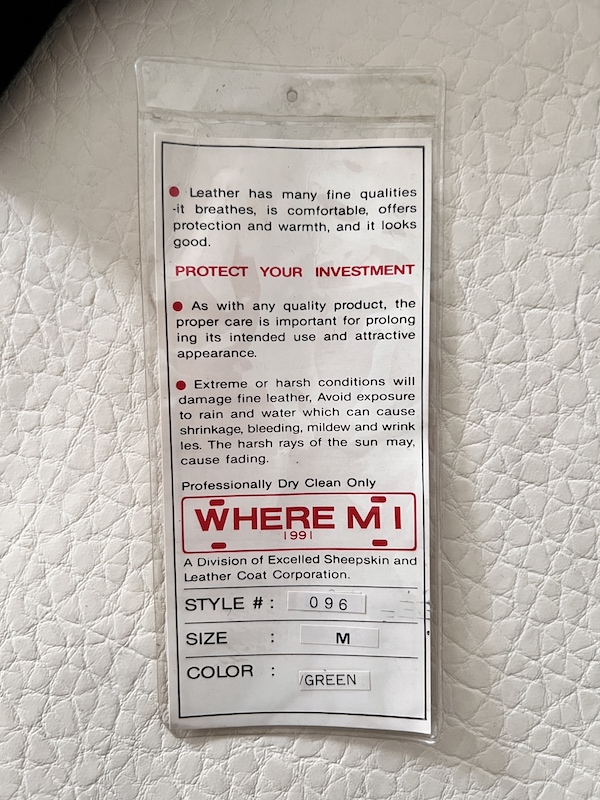 ● Leather has many fine qualities
-it breathes, is comfortable, offers
protection and warmth, and it looks
good.
PROTECT YOUR INVESTMENT
● As with any quality product, the
proper care is important for prolong
ing its intended use and attractive
appearance.
● Extreme or harsh conditions will
damage fine leather, Avoid exposure
to rain and water which can cause
shrinkage, bleeding, mildew and wrink
les. The harsh rays of the sun may,
cause fading.
Professionally Dry Clean Only
WHERE M I
1991
A Division of Excelled Sheepskin and
Leather Coat Corporation.
STYLE # : 096
SIZE : M
COLOR : /GREEN